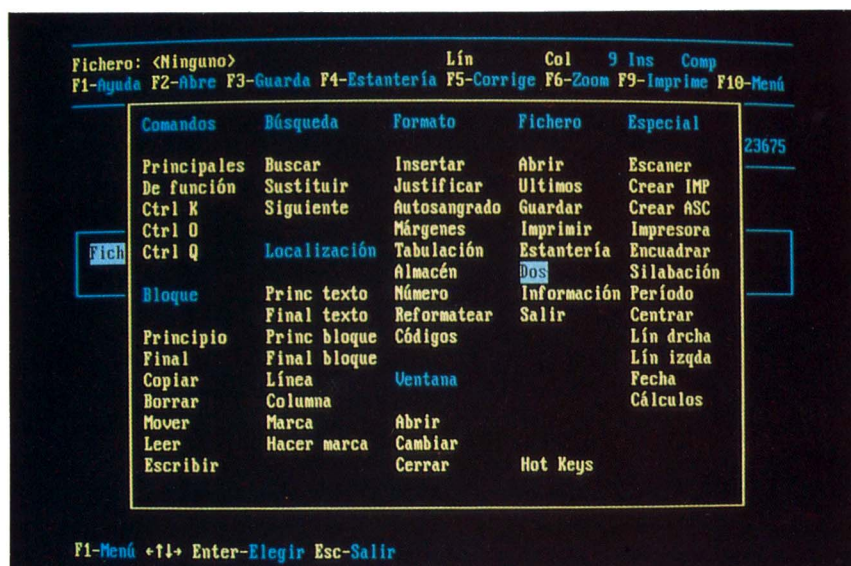 Fichero: <Ninguno> Lín Col 9 Ins Comp
F1-Ayuda F2-Abre F3-Guarda F4-Estantería F5-Corrige F6-Zoom F9-Imprime F10-Menú
Comandos Búsqueda Formato Fichero Especial
23675
Principales Buscar Insertar Abrir Escaner
De función Sustituir Justificar Ultimos Crear IMP
Ctrl K Siguiente Autosangrado Guardar Crear ASC
Ctrl O Márgenes Imprimir Impresora
Fich Ctrl Q Localización Tabulación Estantería Encuadrar
Almacén Dos Silabación
Bloque Princ texto Número Información Período
Final texto Reformatear Salir Centrar
Principio Princ bloque Códigos Lín drcha
Final Final bloque Lín izqda
Copiar Línea Ventana Fecha
Borrar Columna Cálculos
Mover Marca Abrir
Leer Hacer marca Cambiar
Escribir Cerrar Hot Keys
F1-Menú ←↑↓→ Enter-Elegir Esc-Salir